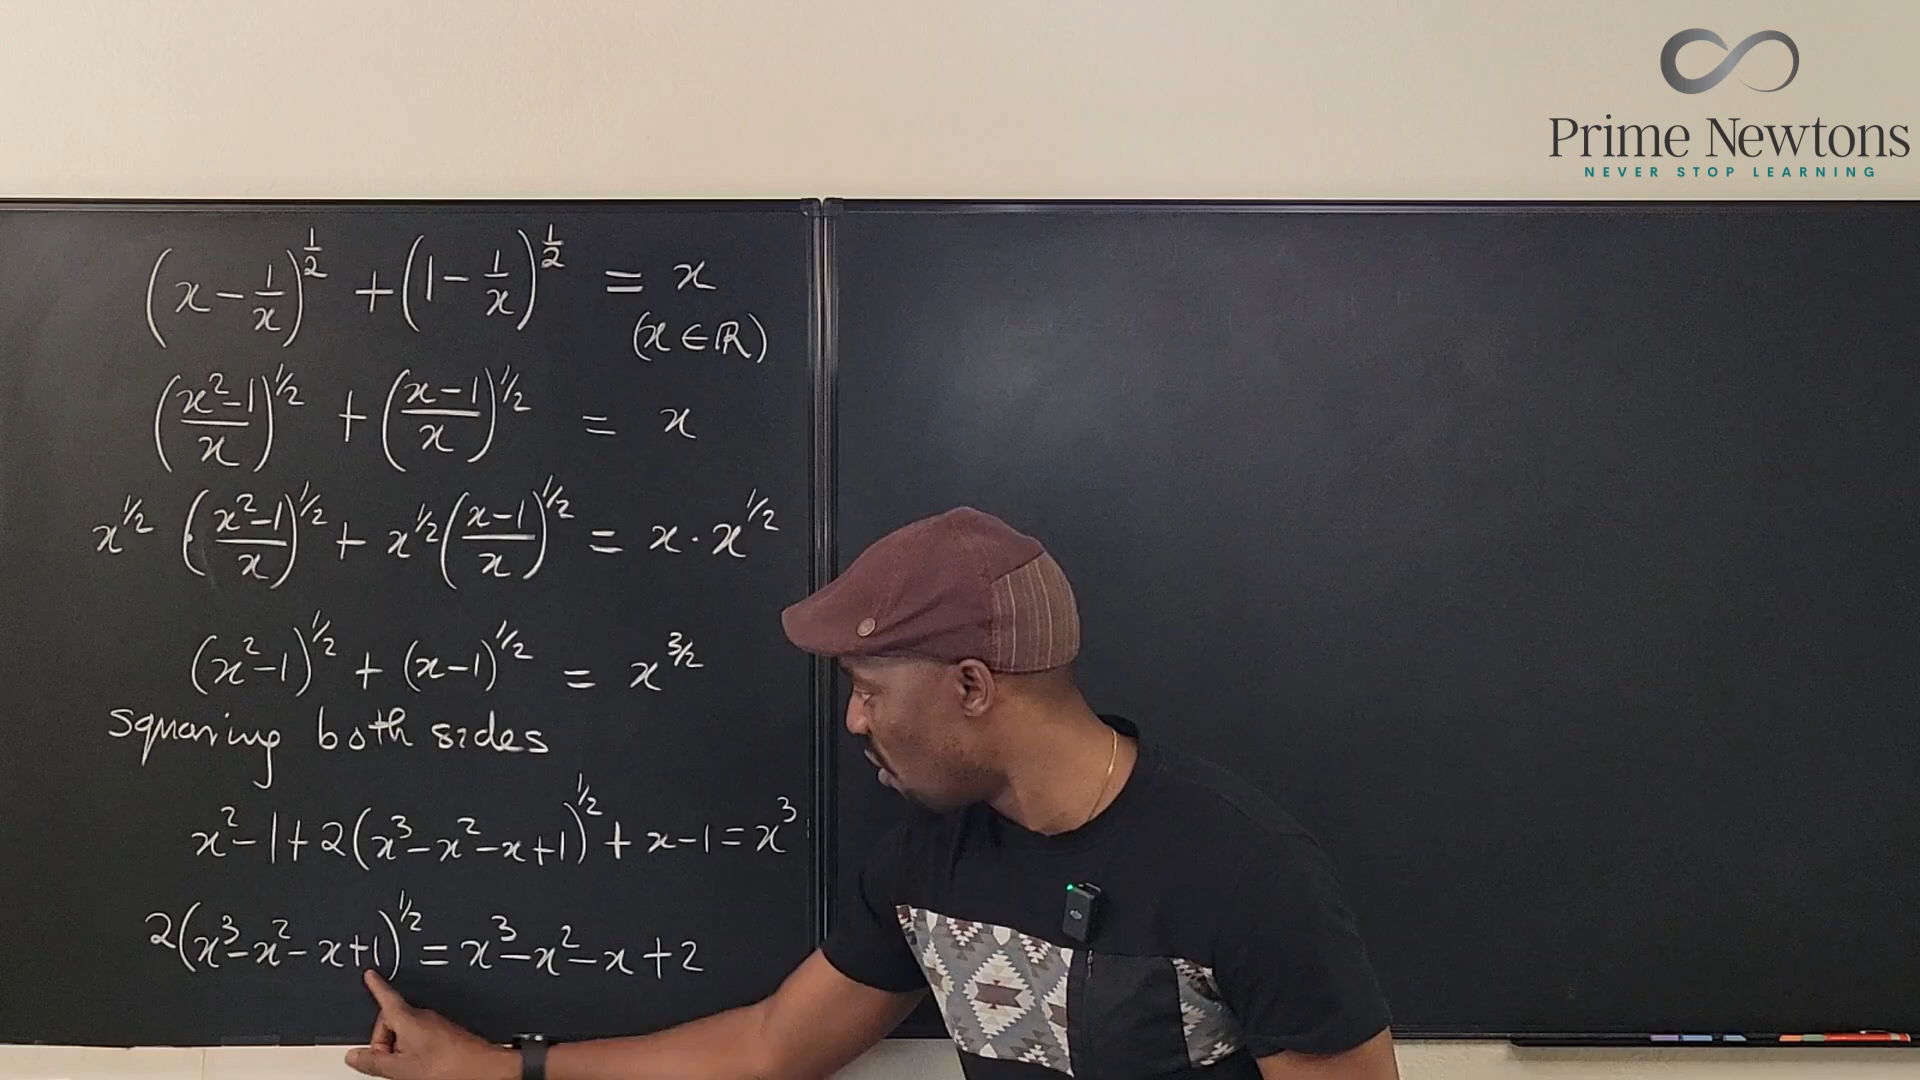 Prime Newtons
NEVER STOP LEARNING
(x - 1/x)^{1/2} + (1 - 1/x)^{1/2} = x
(x ∈ ℝ)
((x² - 1)/x)^{1/2} + ((x - 1)/x)^{1/2} = x
x^{1/2} · ((x² - 1)/x)^{1/2} + x^{1/2} ((x - 1)/x)^{1/2} = x · x^{1/2}
(x² - 1)^{1/2} + (x - 1)^{1/2} = x^{3/2}
squaring both sides
x² - 1 + 2(x³ - x² - x + 1)^{1/2} + x - 1 = x³
2(x³ - x² - x + 1)^{1/2} = x³ - x² - x + 2